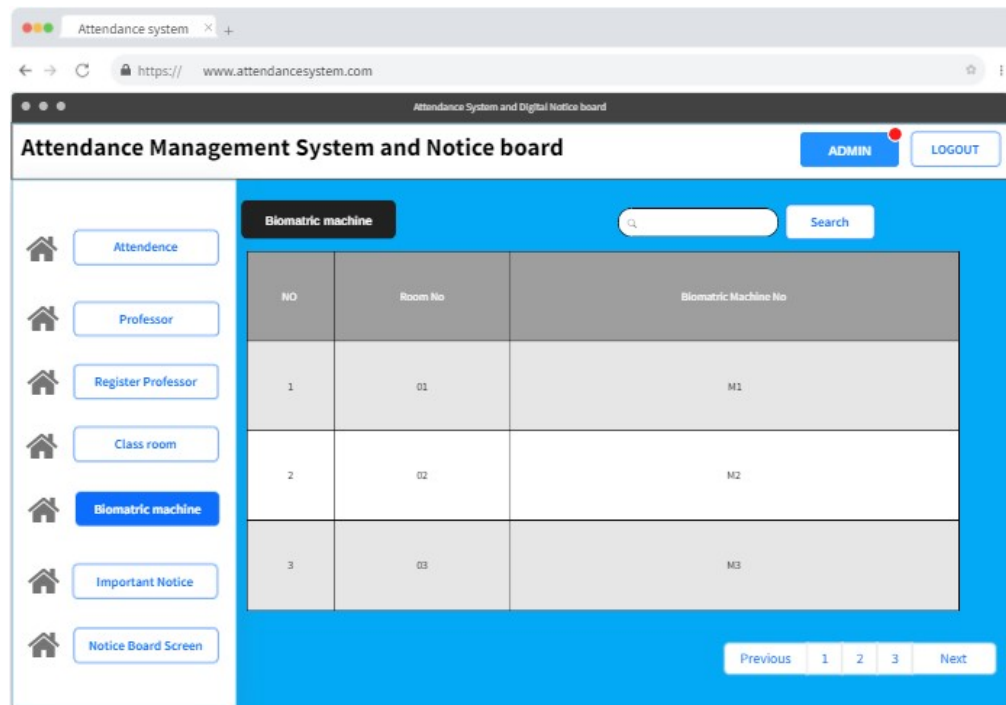 Attendance system × +
https:// www.attendancesystem.com
Attendance System and Digital Notice board
Attendance Management System and Notice board
ADMIN
LOGOUT
Attendence
Professor
Register Professor
Class room
Biomatric machine
Important Notice
Notice Board Screen
Biomatric machine
Search
NO Room No Biomatric Machine No
1 01 M1
2 02 M2
3 03 M3
Previous 1 2 3 Next